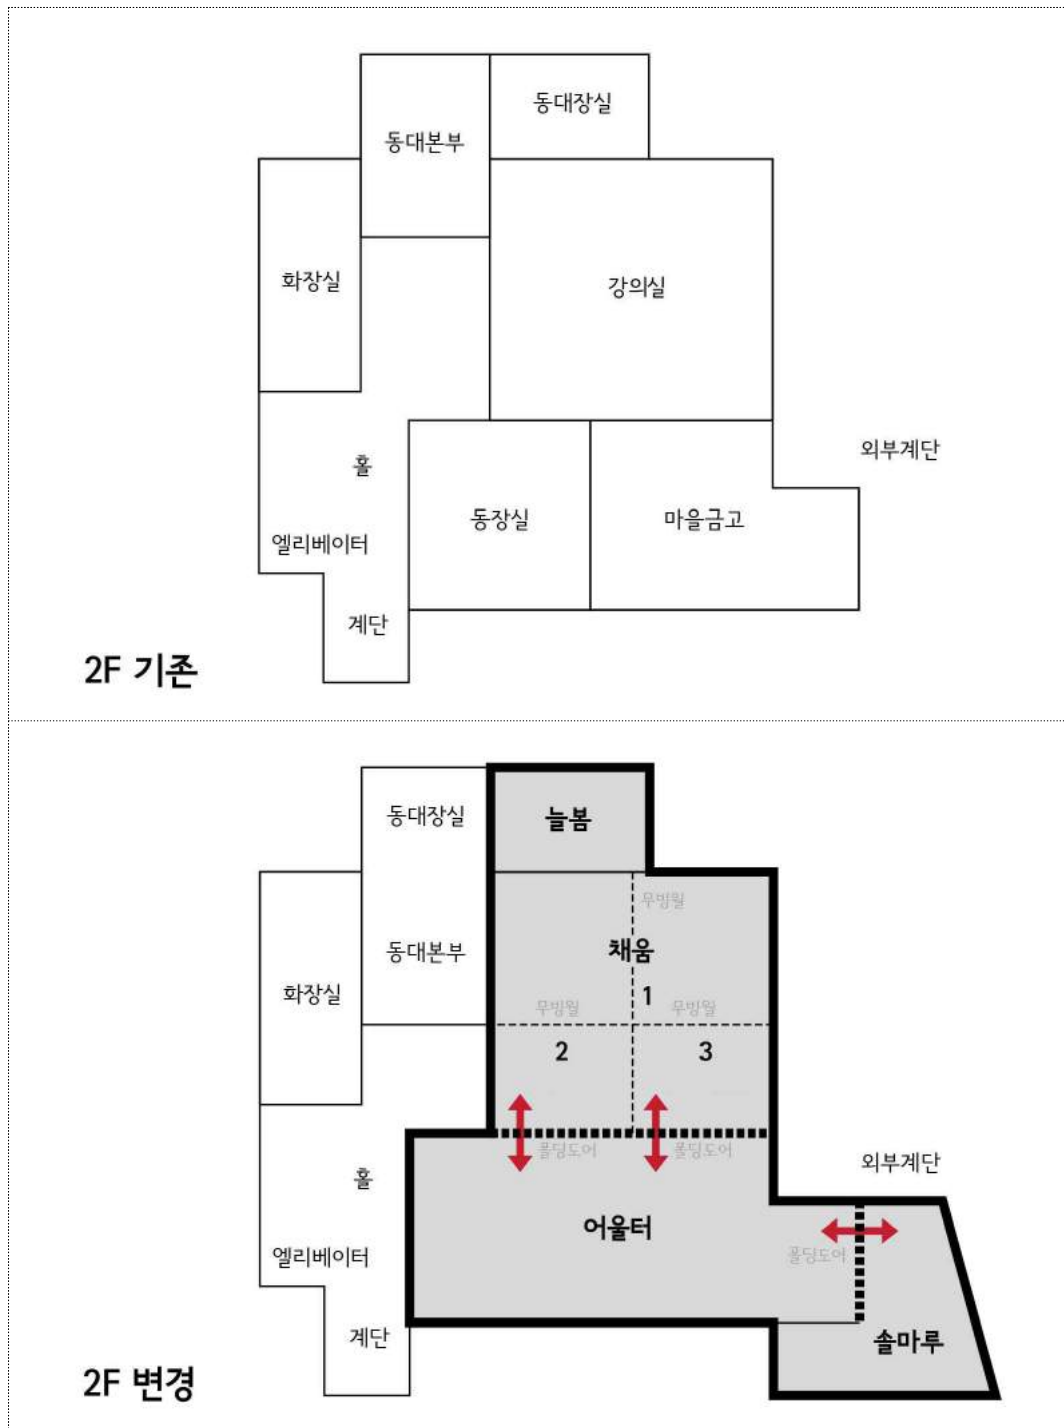 동대장실
동대본부
화장실
강의실
외부계단
홀
동장실
마을금고
엘리베이터
계단
2F 기존
동대장실
늘봄
무빙월
채움
동대본부
화장실
1
무빙월
무빙월
2
3
폴딩도어
폴딩도어
외부계단
홀
어울터
엘리베이터
폴딩도어
계단
솔마루
2F 변경